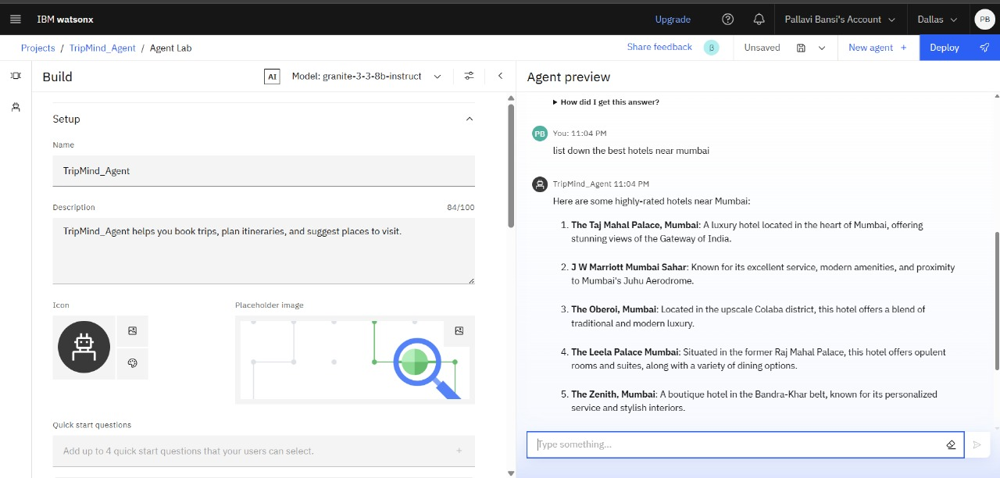 IBM watsonx
Upgrade
Pallavi Bansi's Account
Dallas
PB
Projects / TripMind_Agent / Agent Lab
Share feedback
β
Unsaved
New agent +
Deploy
Build
AI
Model: granite-3-3-8b-instruct
Agent preview
Setup
Name
TripMind_Agent
Description
84/100
TripMind_Agent helps you book trips, plan itineraries, and suggest places to visit.
Icon
Placeholder image
Quick start questions
Add up to 4 quick start questions that your users can select.
How did I get this answer?
PB
You: 11:04 PM
list down the best hotels near mumbai
TripMind_Agent 11:04 PM
Here are some highly-rated hotels near Mumbai:
1. The Taj Mahal Palace, Mumbai: A luxury hotel located in the heart of Mumbai, offering
stunning views of the Gateway of India.
2. J W Marriott Mumbai Sahar: Known for its excellent service, modern amenities, and proximity
to Mumbai's Juhu Aerodrome.
3. The Oberoi, Mumbai: Located in the upscale Colaba district, this hotel offers a blend of
traditional and modern luxury.
4. The Leela Palace Mumbai: Situated in the former Raj Mahal Palace, this hotel offers opulent
rooms and suites, along with a variety of dining options.
5. The Zenith, Mumbai: A boutique hotel in the Bandra-Khar belt, known for its personalized
service and stylish interiors.
Type something...